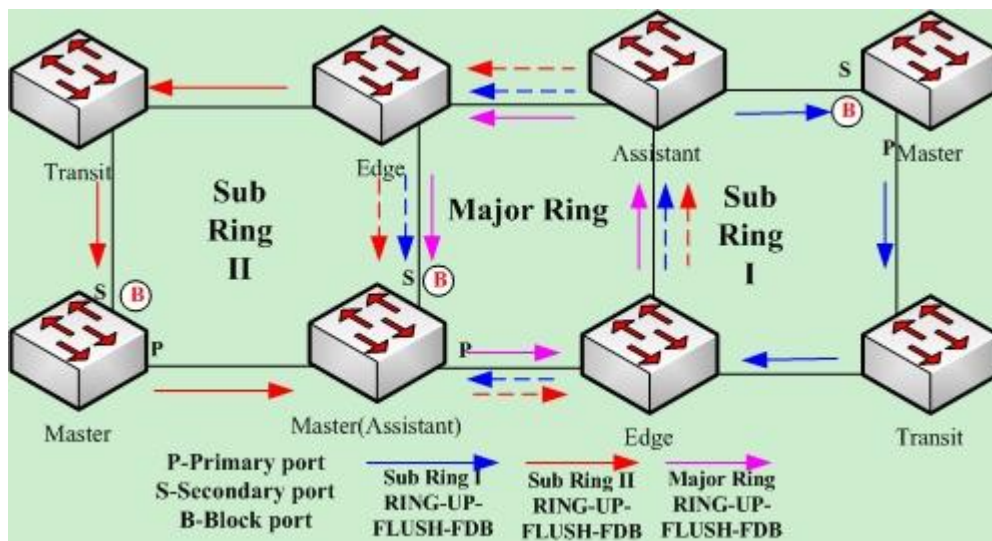 S
B
Transit
Edge
Assistant
P
Master
Sub
Ring
II
Major Ring
Sub
Ring
I
S
B
S
B
P
P
Master
Master(Assistant)
Edge
Transit
P-Primary port
S-Secondary port
B-Block port
Sub Ring I
RING-UP-
FLUSH-FDB
Sub Ring II
RING-UP-
FLUSH-FDB
Major Ring
RING-UP-
FLUSH-FDB